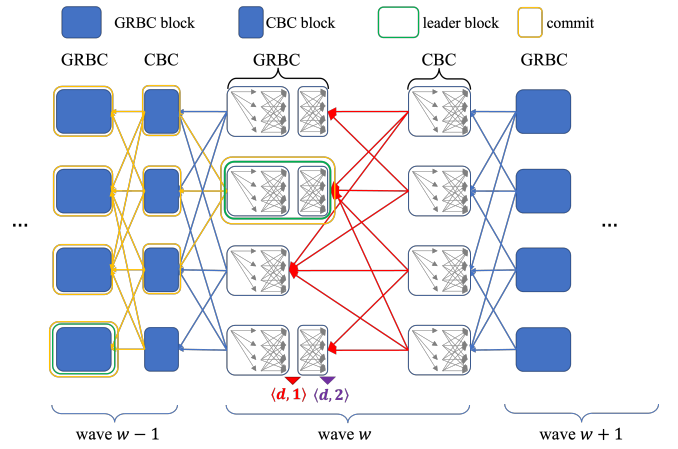 GRBC block CBC block leader block commit
GRBC CBC GRBC CBC GRBC
... ...
⟨d, 1⟩ ⟨d, 2⟩
wave w − 1 wave w wave w + 1